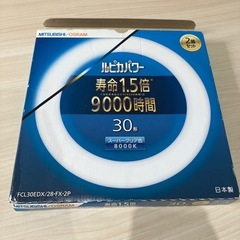 MITSUBISHI/OSRAM
2本セット
ルピカパワー
寿命1.5倍
9000時間
30形
スーパークリア色
8000K
FCL30EDX/28・FX・2P
日本製